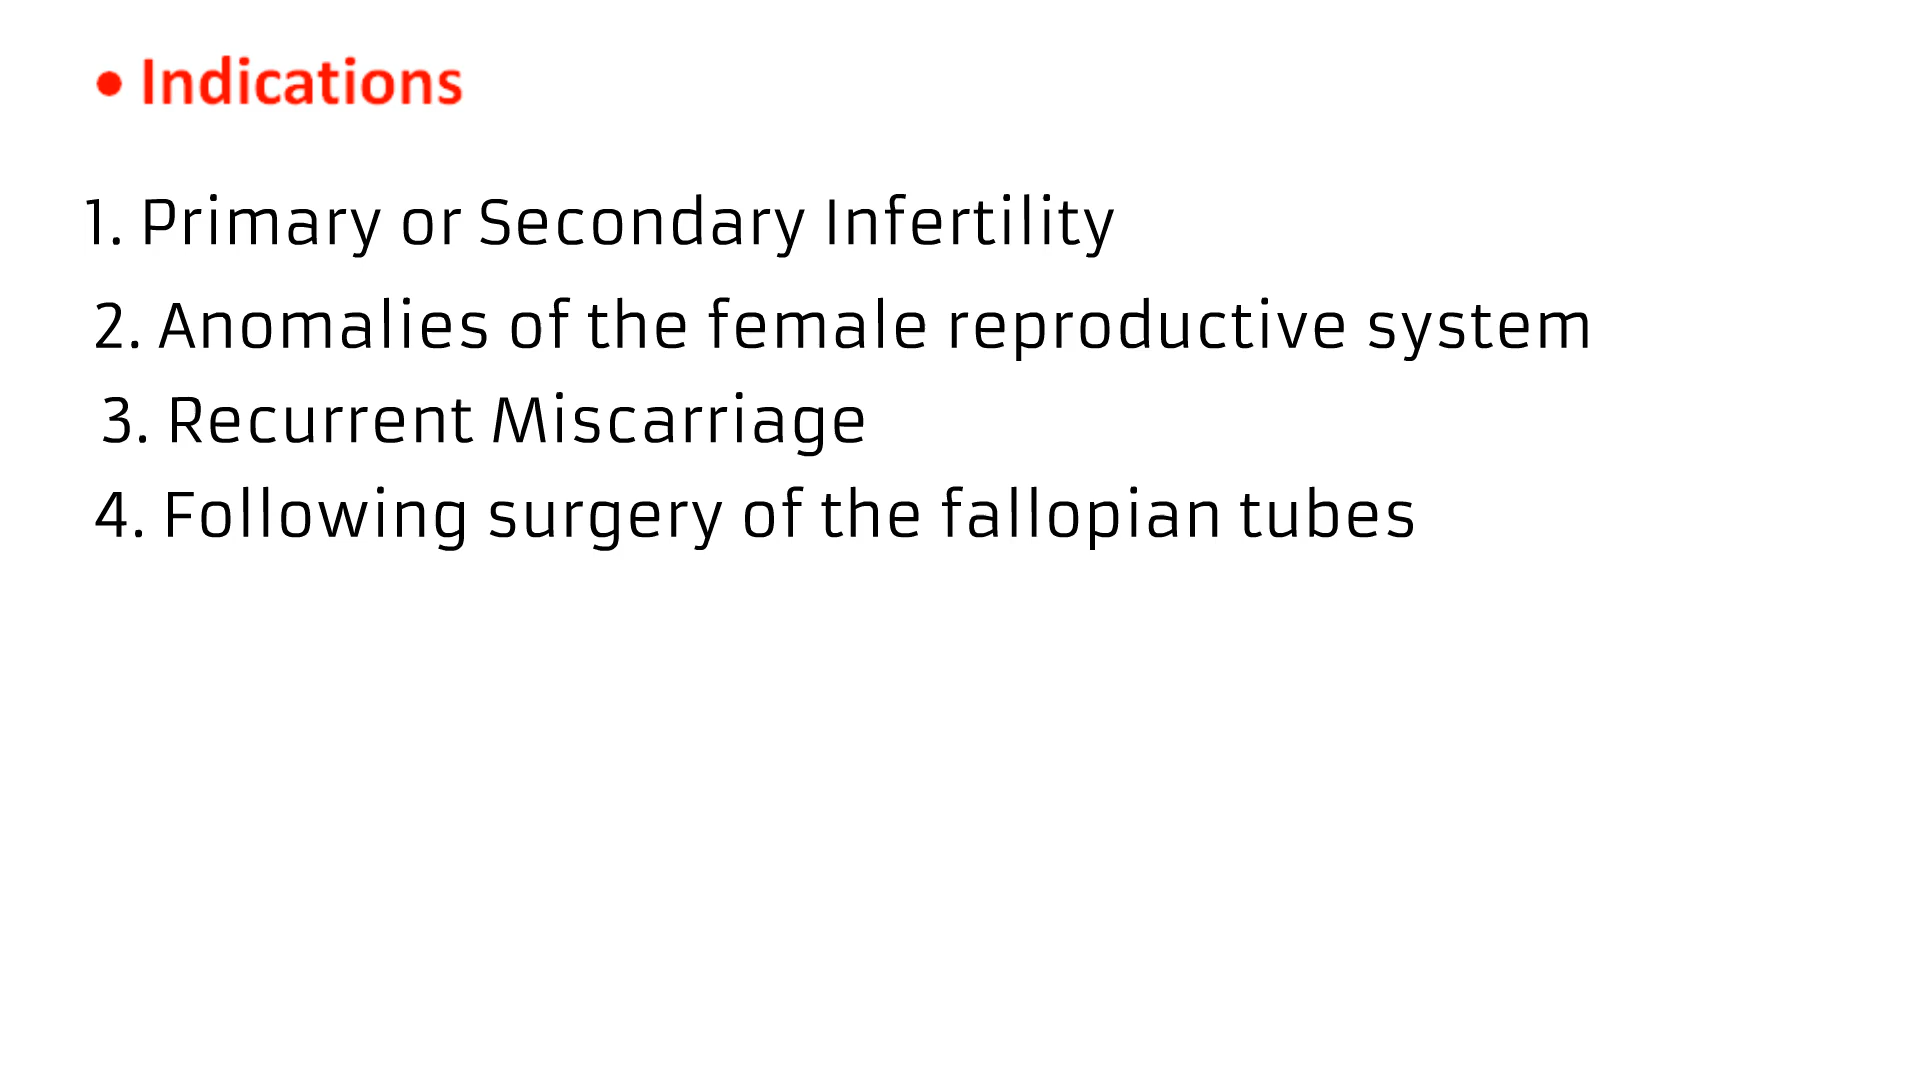 • Indications
1. Primary or Secondary Infertility
2. Anomalies of the female reproductive system
3. Recurrent Miscarriage
4. Following surgery of the fallopian tubes